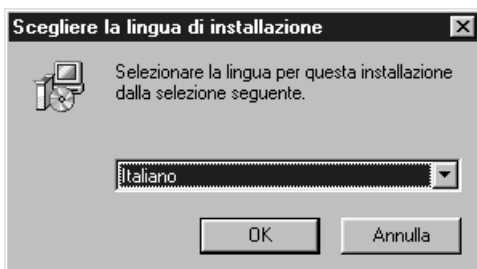 Scegliere la lingua di installazione
Selezionare la lingua per questa installazione
dalla selezione seguente.
Italiano
OK
Annulla